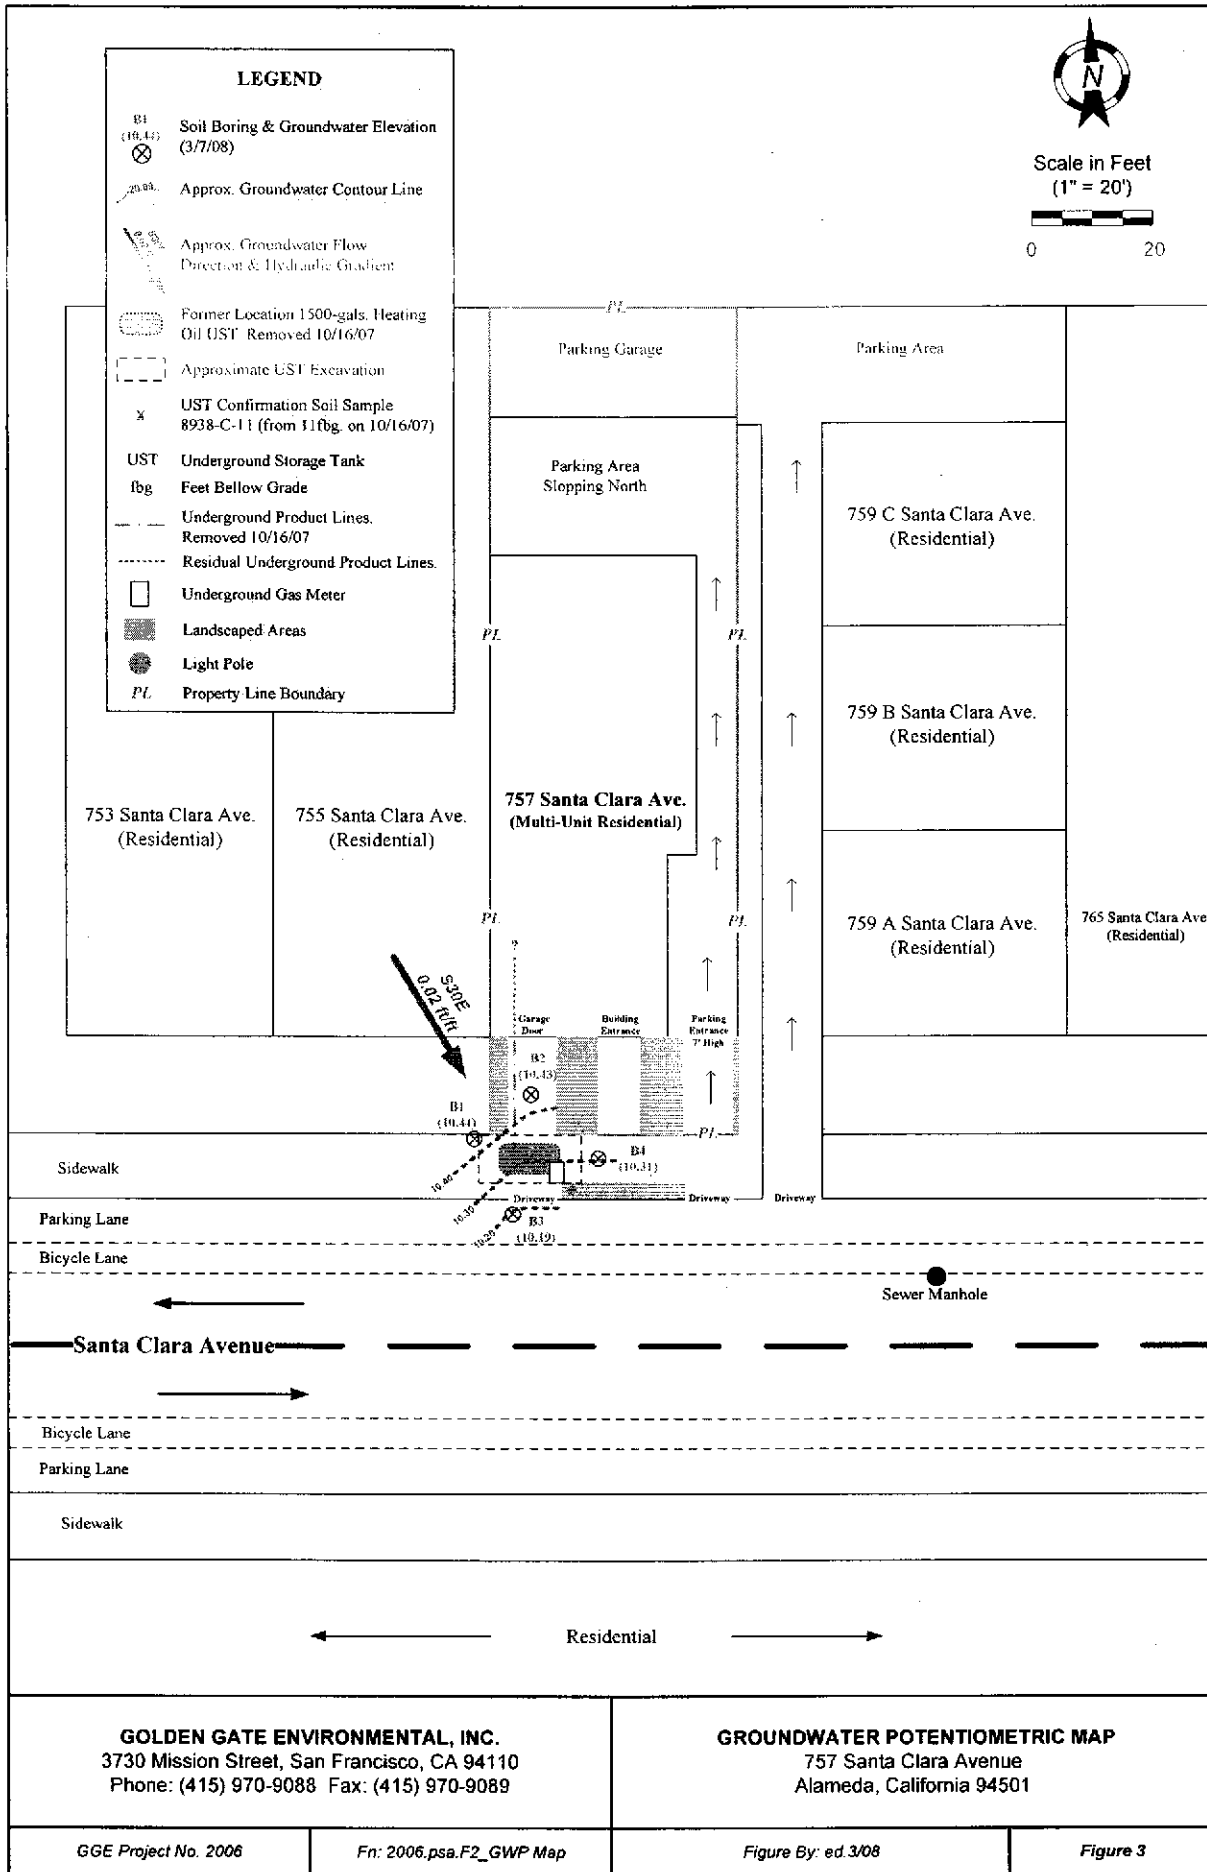 LEGEND
B1
(10.44)
Soil Boring & Groundwater Elevation
(3/7/08)
Approx. Groundwater Contour Line
Approx. Groundwater Flow
Direction & Hydraulic Gradient
Former Location 1500-gals. Heating
Oil UST Removed 10/16/07
Approximate UST Excavation
UST Confirmation Soil Sample
8938-C-11 (from 11fbg. on 10/16/07)
UST Underground Storage Tank
fbg Feet Bellow Grade
Underground Product Lines.
Removed 10/16/07
Residual Underground Product Lines.
Underground Gas Meter
Landscaped Areas
Light Pole
PL Property Line Boundary
N
Scale in Feet
(1" = 20')
0 20
PL
Parking Garage
Parking Area
Parking Area
Slopping North
759 C Santa Clara Ave.
(Residential)
PL
PL
759 B Santa Clara Ave.
(Residential)
753 Santa Clara Ave.
(Residential)
755 Santa Clara Ave.
(Residential)
757 Santa Clara Ave.
(Multi-Unit Residential)
PL
PL
759 A Santa Clara Ave.
(Residential)
765 Santa Clara Ave
(Residential)
?
S30E
0.02 ft/ft
Garage
Door
Building
Entrance
Parking
Entrance
7' High
B2
(10.43)
B1
(10.44)
PL
B4
(10.31)
Sidewalk
10.40
10.30
10.20
Driveway
Driveway
Driveway
B3
(10.19)
Parking Lane
Bicycle Lane
Sewer Manhole
Santa Clara Avenue
Bicycle Lane
Parking Lane
Sidewalk
Residential
GOLDEN GATE ENVIRONMENTAL, INC.
3730 Mission Street, San Francisco, CA 94110
Phone: (415) 970-9088 Fax: (415) 970-9089
GROUNDWATER POTENTIOMETRIC MAP
757 Santa Clara Avenue
Alameda, California 94501
GGE Project No. 2006
Fn: 2006.psa.F2_GWP Map
Figure By: ed.3/08
Figure 3